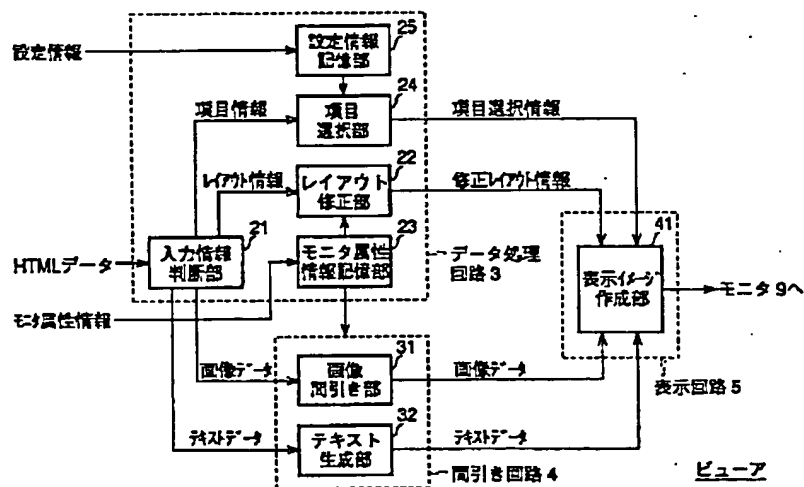 25
設定情報
設定情報
記憶部
24
項目情報
項目
選択部
項目選択情報
22
レイアウト情報
レイアウト
修正部
修正レイアウト情報
21
23
41
HTMLデータ
入力情報
判断部
モニタ属性
情報記憶部
データ処理
回路3
表示イメージ
作成部
モニタ9へ
モニタ属性情報
31
画像データ
画像
間引き部
画像データ
表示回路5
32
テキストデータ
テキスト
生成部
テキストデータ
間引き回路4
ビューア